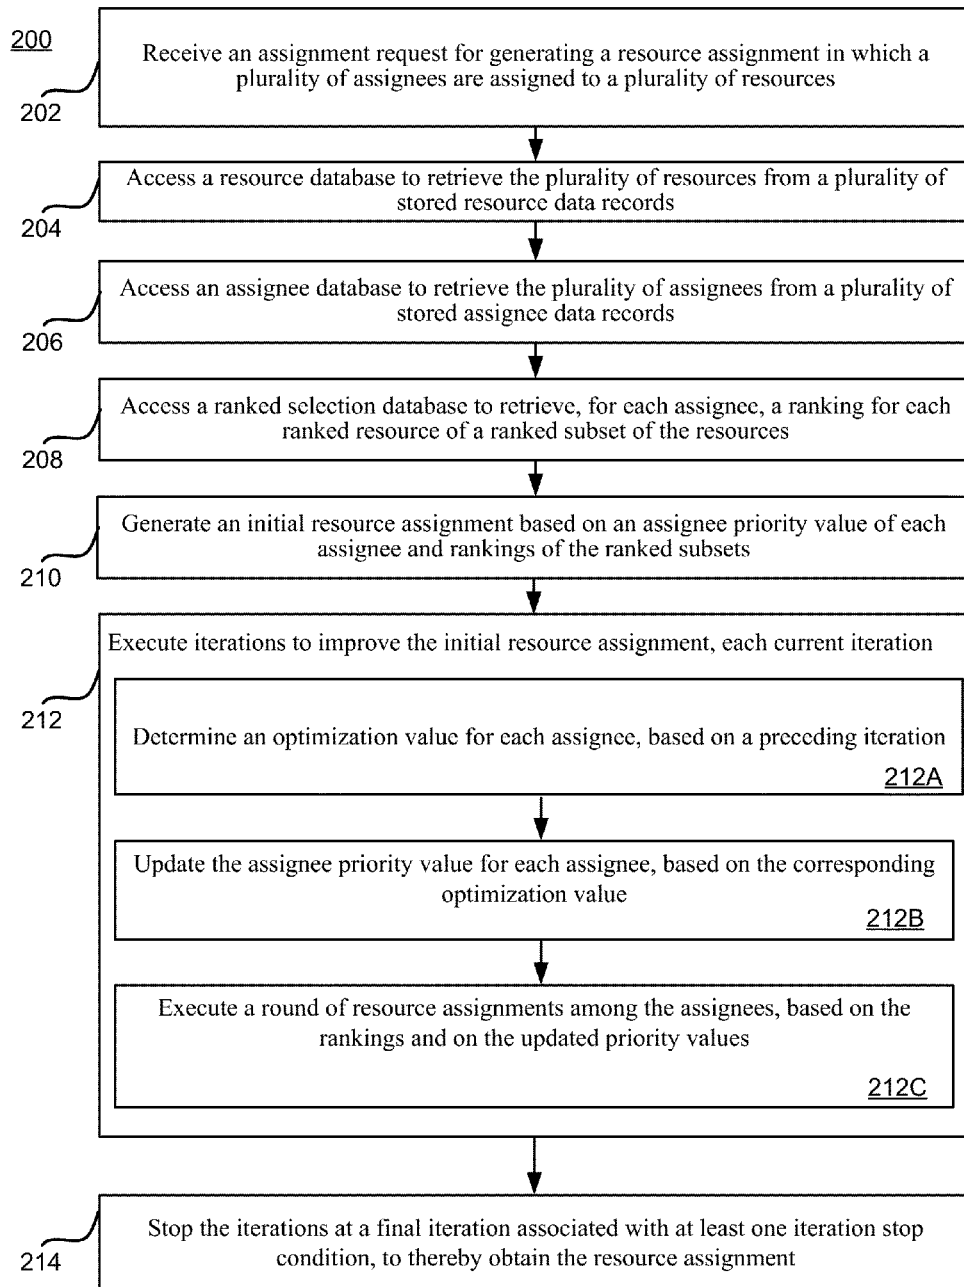 200
Receive an assignment request for generating a resource assignment in which a
plurality of assignees are assigned to a plurality of resources
202
Access a resource database to retrieve the plurality of resources from a plurality of
stored resource data records
204
Access an assignee database to retrieve the plurality of assignees from a plurality of
stored assignee data records
206
Access a ranked selection database to retrieve, for each assignee, a ranking for each
ranked resource of a ranked subset of the resources
208
Generate an initial resource assignment based on an assignee priority value of each
assignee and rankings of the ranked subsets
210
Execute iterations to improve the initial resource assignment, each current iteration
212
Determine an optimization value for each assignee, based on a preceding iteration
212A
Update the assignee priority value for each assignee, based on the corresponding
optimization value
212B
Execute a round of resource assignments among the assignees, based on the
rankings and on the updated priority values
212C
Stop the iterations at a final iteration associated with at least one iteration stop
condition, to thereby obtain the resource assignment
214